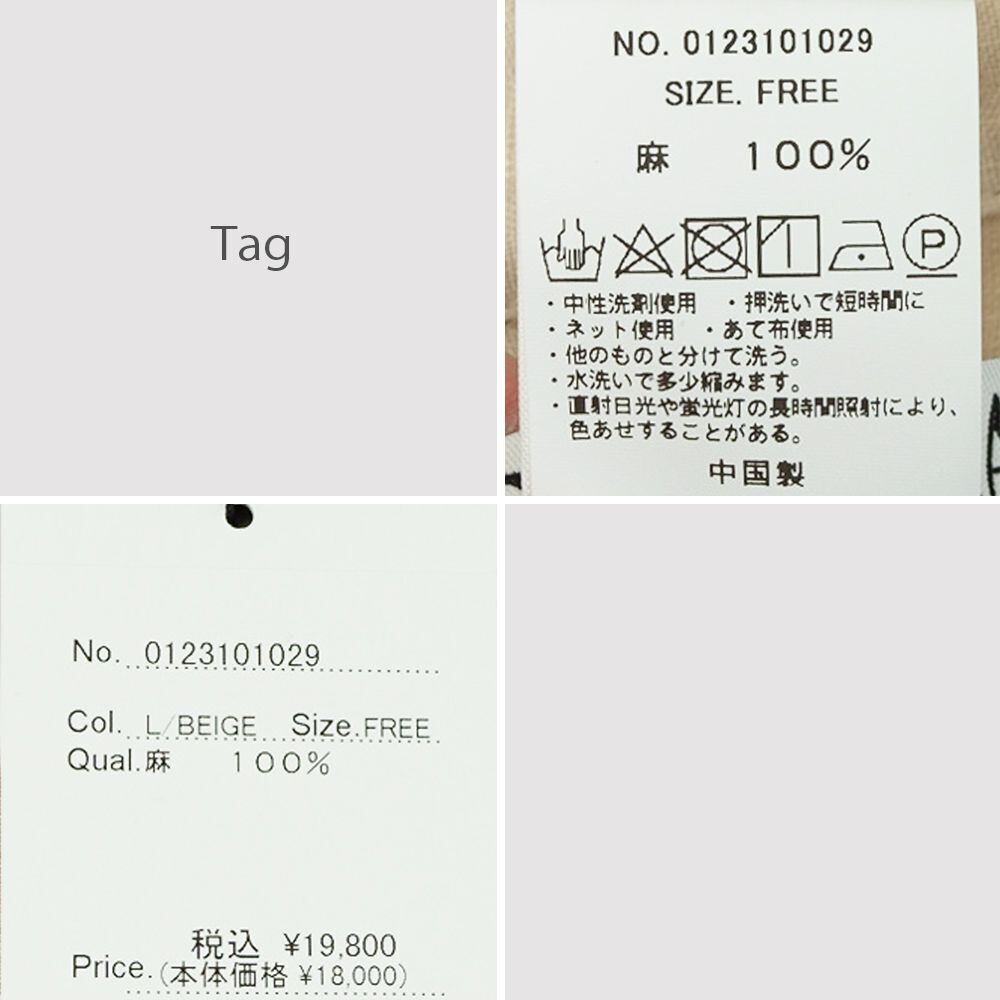 Tag
NO. 0123101029
SIZE. FREE
麻 100%
P
・中性洗剤使用 ・押洗いで短時間に
・ネット使用 ・あて布使用
・他のものと分けて洗う。
・水洗いで多少縮みます。
・直射日光や蛍光灯の長時間照射により、
色あせすることがある。
中国製
No. 0123101029
Col. L/BEIGE Size.FREE
Qual.麻 100%
税込 ¥19,800
Price.(本体価格 ¥18,000)